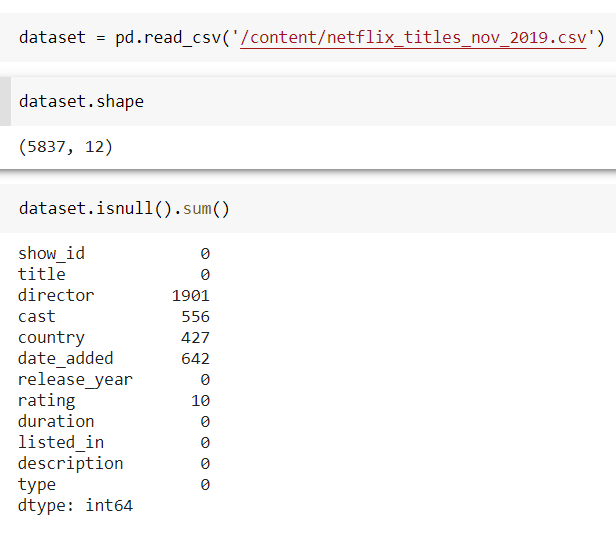 dataset = pd.read_csv('/content/netflix_titles_nov_2019.csv')
dataset.shape
(5837, 12)
dataset.isnull().sum()
show_id 0
title 0
director 1901
cast 556
country 427
date_added 642
release_year 0
rating 10
duration 0
listed_in 0
description 0
type 0
dtype: int64